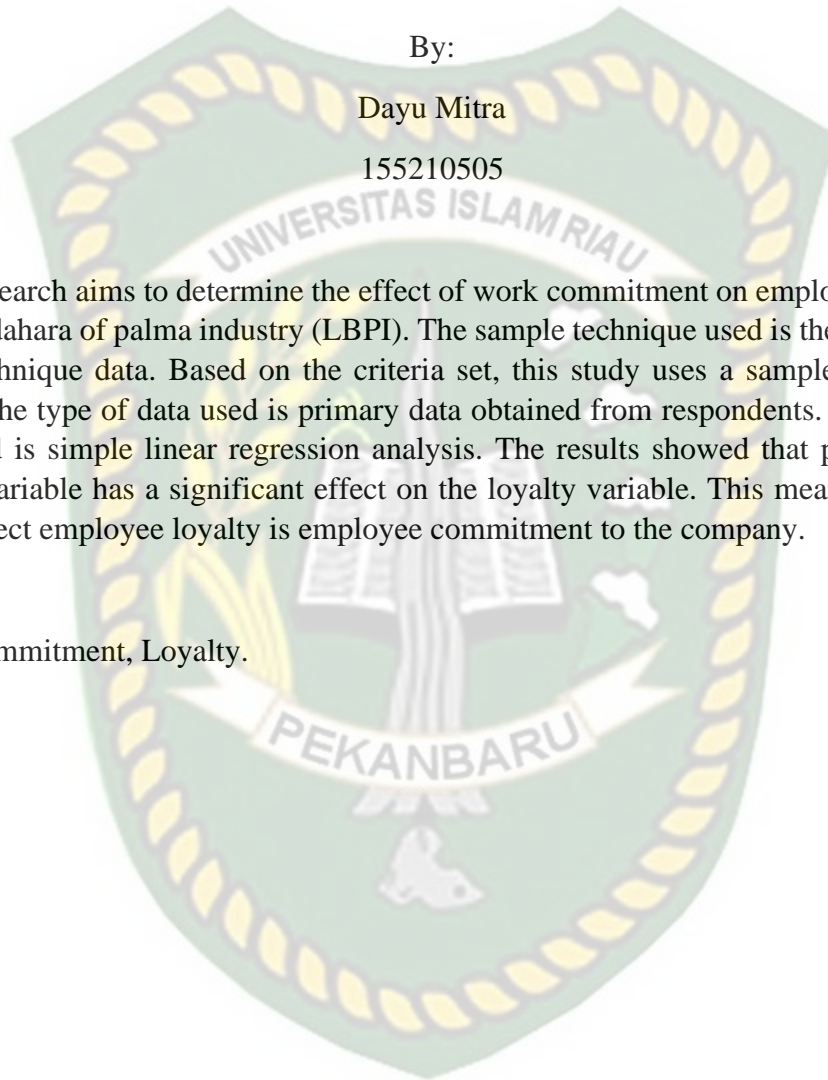 By:
Dayu Mitra
155210505
UNIVERSITAS ISLAM RIAU
earch aims to determine the effect of work commitment on emplo
dahara of palma industry (LBPI). The sample technique used is the
hnique data. Based on the criteria set, this study uses a sample
he type of data used is primary data obtained from respondents.
d is simple linear regression analysis. The results showed that p
ariable has a significant effect on the loyalty variable. This mea
ect employee loyalty is employee commitment to the company.
mmitment, Loyalty.
PEKANBARU